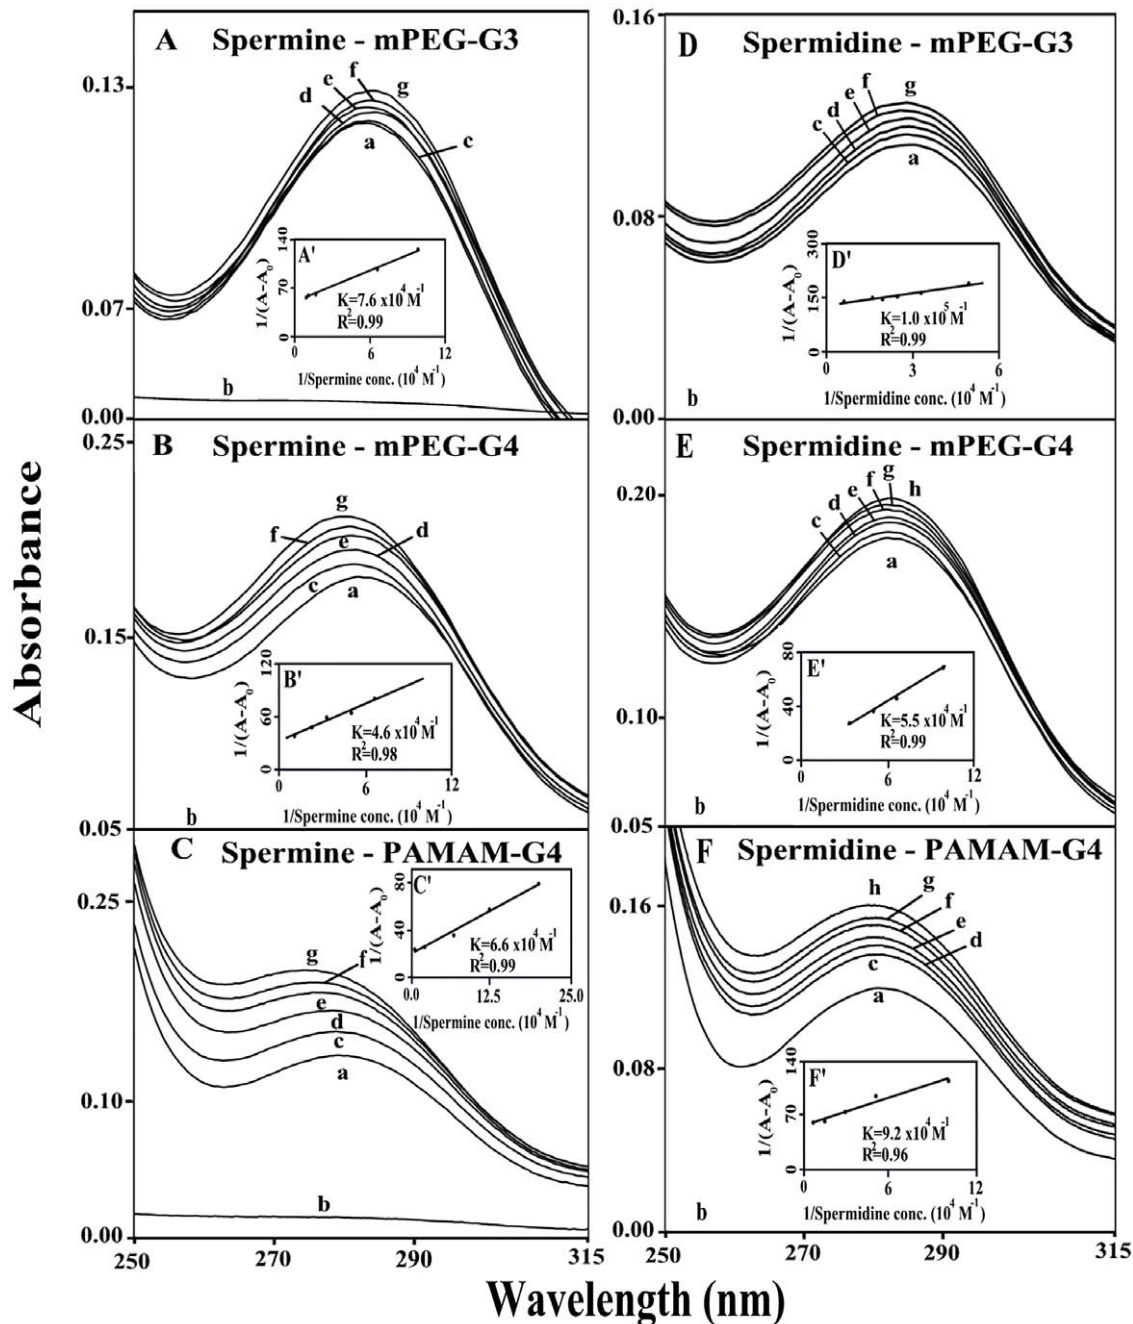 Absorbance
A Spermine - mPEG-G3
0.13
0.07
0.00
a
b
c
d
e
f
g
A'
1/(A-A0)
140
70
0
K=7.6 x10^4 M^-1
R^2=0.99
0 6 12
1/Spermine conc. (10^4 M^-1)
D Spermidine - mPEG-G3
0.16
0.08
0.00
a
b
c
d
e
f
g
D'
1/(A-A0)
300
150
0
K=1.0 x10^5 M^-1
R^2=0.99
3 6
1/Spermidine conc. (10^4 M^-1)
B Spermine - mPEG-G4
0.25
0.15
0.05
a
b
c
d
e
f
g
B'
1/(A-A0)
120
60
0
K=4.6 x10^4 M^-1
R^2=0.98
0 6 12
1/Spermine conc. (10^4 M^-1)
E Spermidine - mPEG-G4
0.20
0.10
0.05
a
b
c
d
e
f
g
h
E'
1/(A-A0)
80
40
0
K=5.5 x10^4 M^-1
R^2=0.99
0 6 12
1/Spermidine conc. (10^4 M^-1)
C Spermine - PAMAM-G4
0.25
0.10
0.00
a
b
c
d
e
f
g
C'
1/(A-A0)
80
40
0
K=6.6 x10^4 M^-1
R^2=0.99
0.0 12.5 25.0
1/Spermine conc. (10^4 M^-1)
250 270 290 315
F Spermidine - PAMAM-G4
0.16
0.08
0.00
a
b
c
d
e
f
g
h
F'
1/(A-A0)
140
70
0
K=9.2 x10^4 M^-1
R^2=0.96
0 6 12
1/Spermidine conc. (10^4 M^-1)
250 270 290 315
Wavelength (nm)